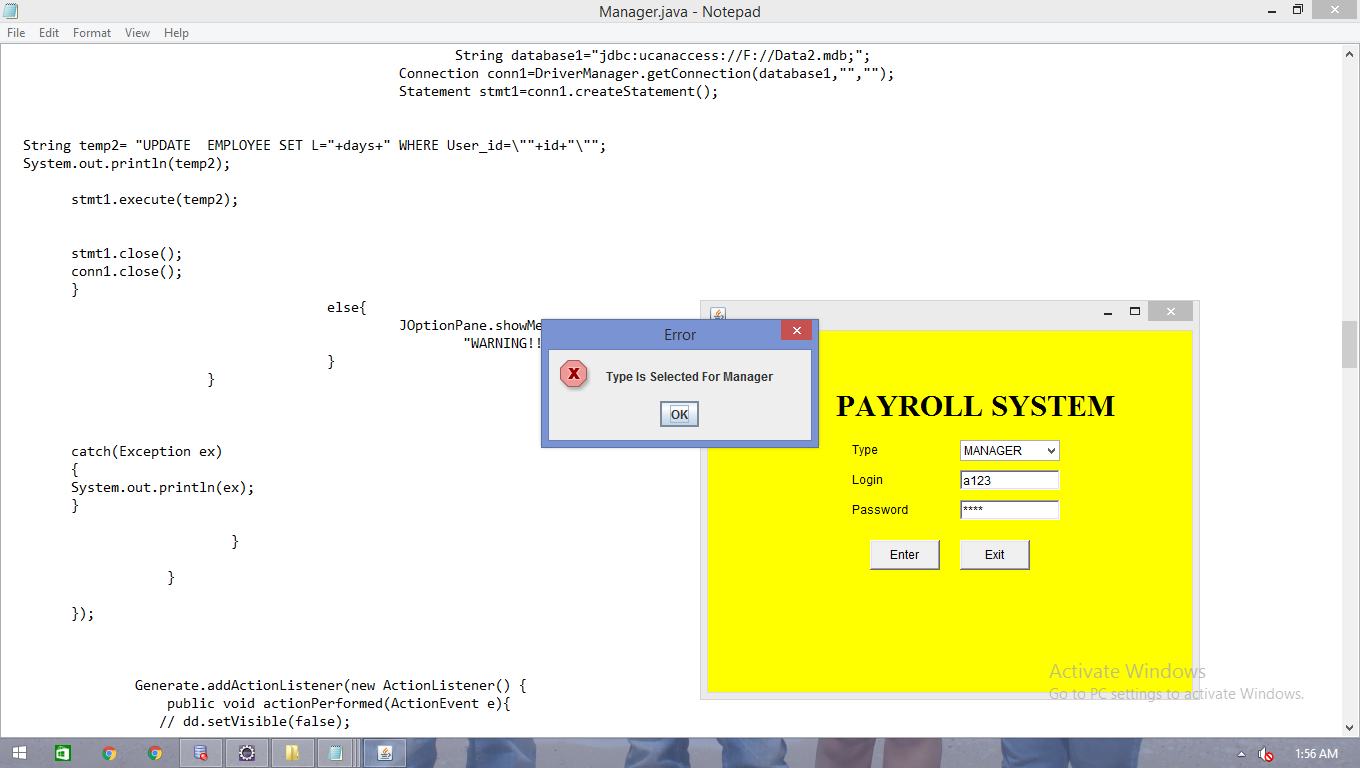 Manager.java - Notepad
File Edit Format View Help
String database1="jdbc:ucanaccess://F://Data2.mdb;";
Connection conn1=DriverManager.getConnection(database1,"","");
Statement stmt1=conn1.createStatement();
String temp2= "UPDATE  EMPLOYEE SET L="+days+" WHERE User_id=\""+id+"\"";
System.out.println(temp2);
stmt1.execute(temp2);
stmt1.close();
conn1.close();
}
else{
JOptionPane.showMe
"WARNING!!
}
}
catch(Exception ex)
{
System.out.println(ex);
}
}
}
});
Generate.addActionListener(new ActionListener() {
public void actionPerformed(ActionEvent e){
// dd.setVisible(false);
Error
Type Is Selected For Manager
OK
PAYROLL SYSTEM
Type MANAGER
Login a123
Password ****
Enter Exit
Activate Windows
Go to PC settings to activate Windows.
1:56 AM